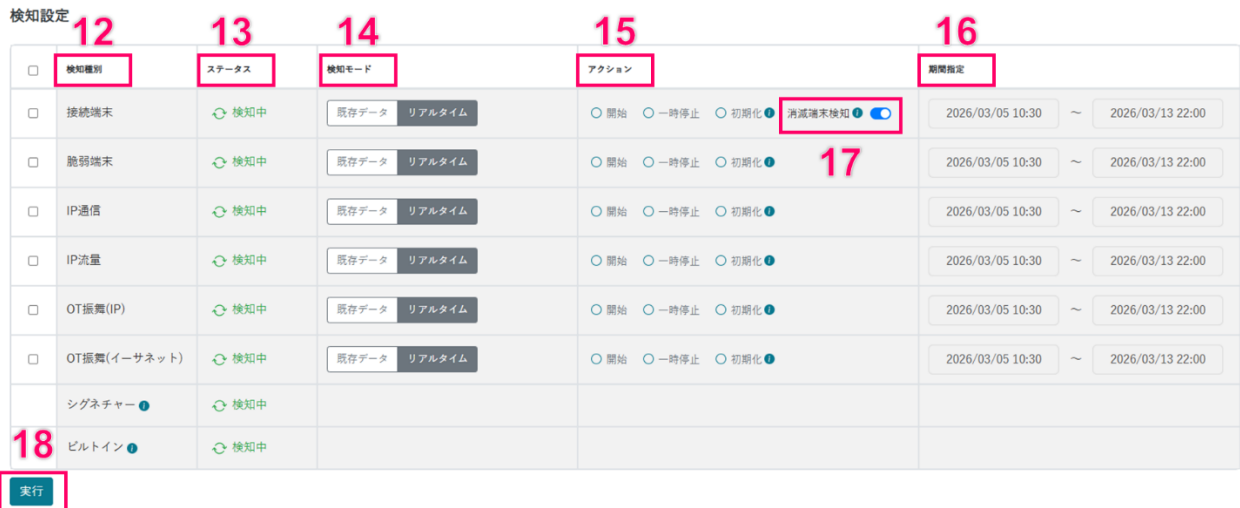 検知設定
12 13 14 15 16
検知種別 ステータス 検知モード アクション 期間指定
接続端末 検知中 既存データ リアルタイム 開始 一時停止 初期化 消滅端末検知 2026/03/05 10:30 ～ 2026/03/13 22:00
17
脆弱端末 検知中 既存データ リアルタイム 開始 一時停止 初期化 2026/03/05 10:30 ～ 2026/03/13 22:00
IP通信 検知中 既存データ リアルタイム 開始 一時停止 初期化 2026/03/05 10:30 ～ 2026/03/13 22:00
IP流量 検知中 既存データ リアルタイム 開始 一時停止 初期化 2026/03/05 10:30 ～ 2026/03/13 22:00
OT振舞(IP) 検知中 既存データ リアルタイム 開始 一時停止 初期化 2026/03/05 10:30 ～ 2026/03/13 22:00
OT振舞(イーサネット) 検知中 既存データ リアルタイム 開始 一時停止 初期化 2026/03/05 10:30 ～ 2026/03/13 22:00
シグネチャー 検知中
18 ビルトイン 検知中
実行